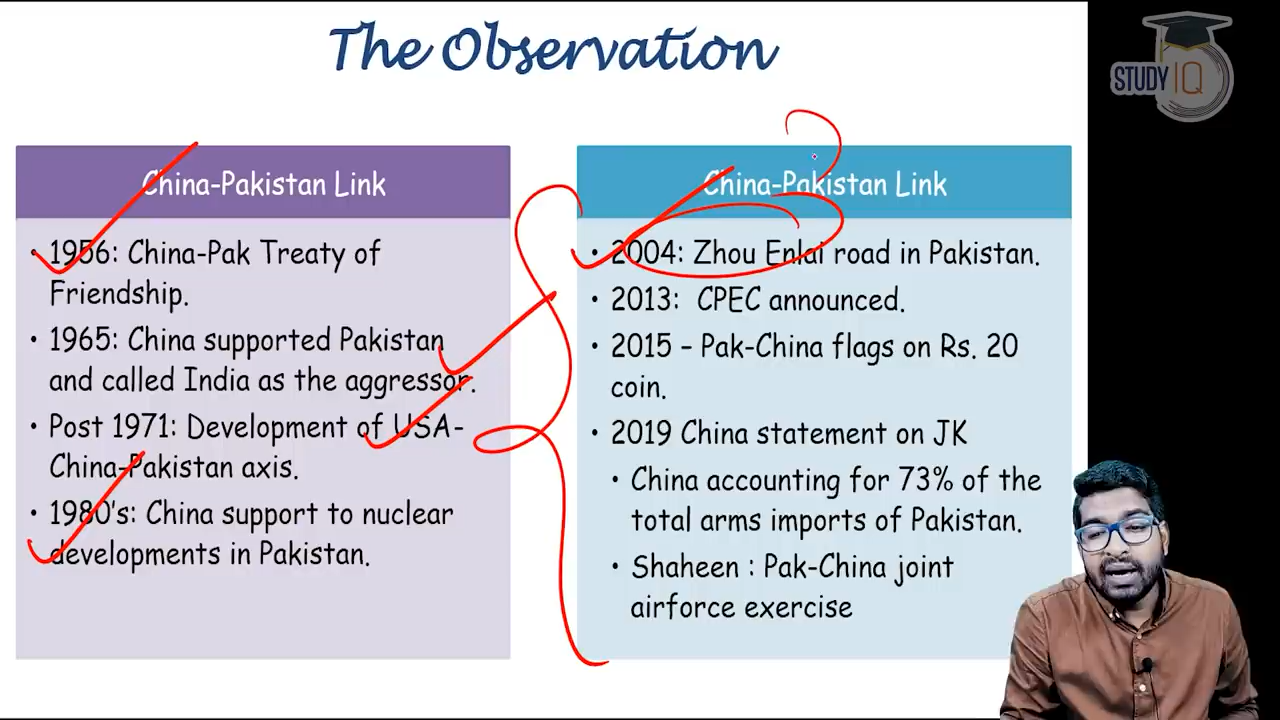 The Observation
STUDY IQ
China-Pakistan Link
• 1956: China-Pak Treaty of
Friendship.
• 1965: China supported Pakistan
and called India as the aggressor.
• Post 1971: Development of USA-
China-Pakistan axis.
• 1980's: China support to nuclear
developments in Pakistan.
China-Pakistan Link
• 2004: Zhou Enlai road in Pakistan.
• 2013: CPEC announced.
• 2015 – Pak-China flags on Rs. 20
coin.
• 2019 China statement on JK
• China accounting for 73% of the
total arms imports of Pakistan.
• Shaheen : Pak-China joint
airforce exercise